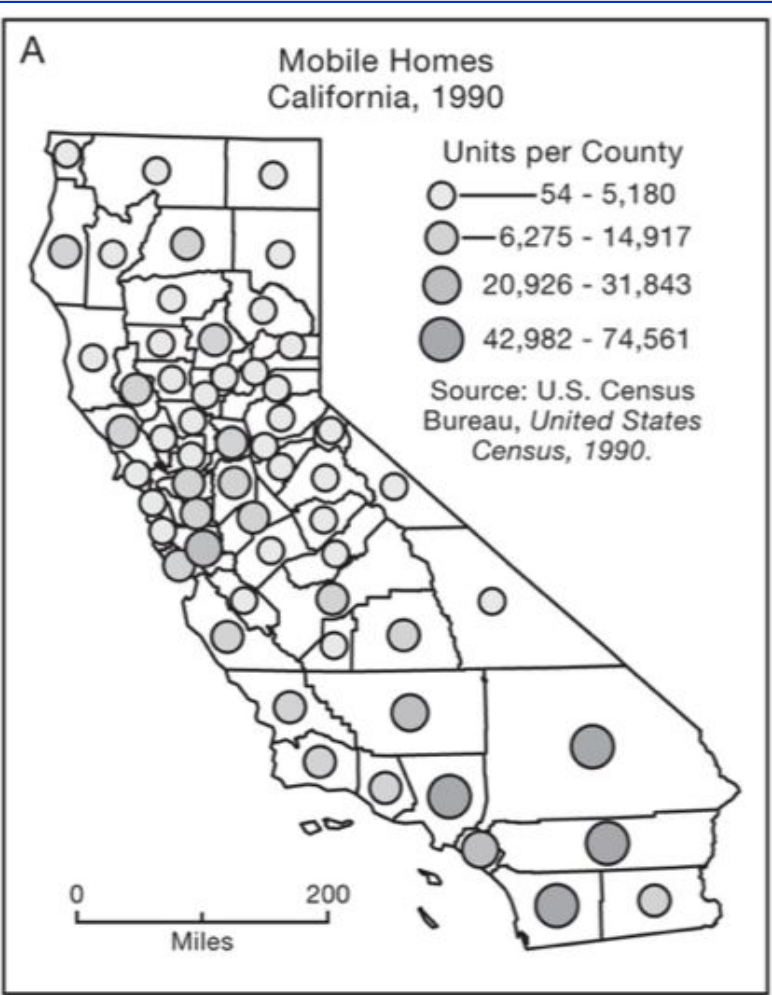 A
Mobile Homes
California, 1990
Units per County
54 - 5,180
6,275 - 14,917
20,926 - 31,843
42,982 - 74,561
Source: U.S. Census
Bureau, United States
Census, 1990.
0 200
Miles